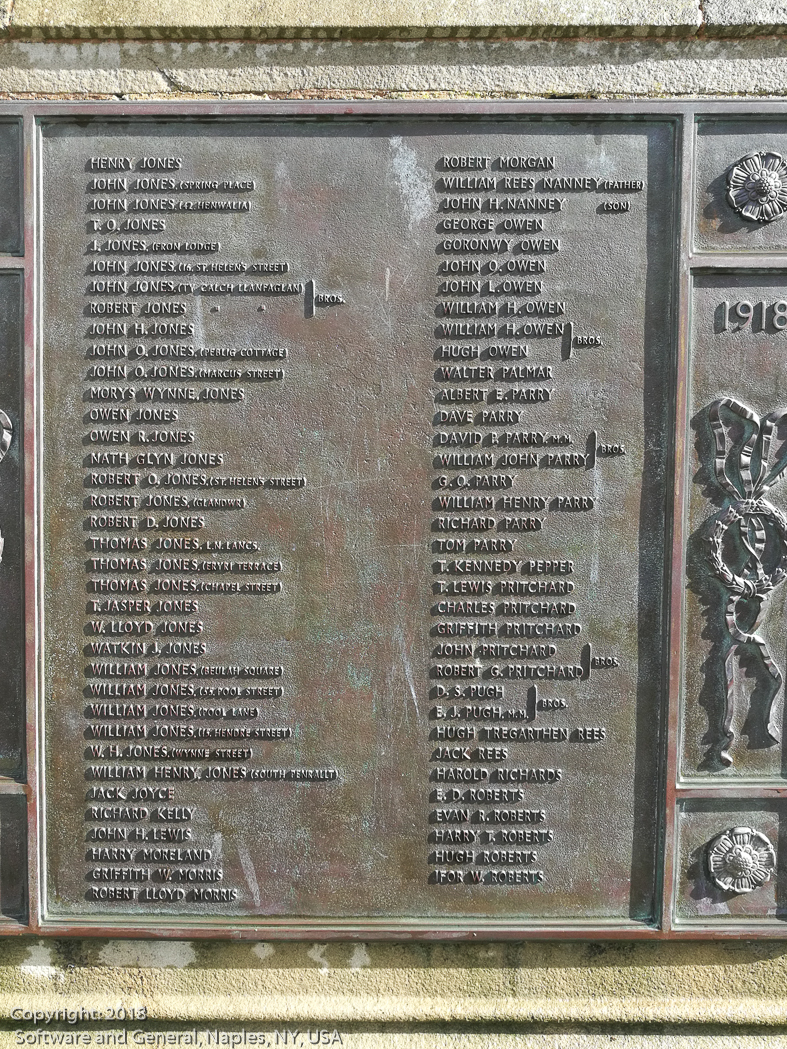 HENRY JONES
JOHN JONES, (SPRING PLACE)
JOHN JONES, HENWALIA)
T. O. JONES
J. JONES, (ERON LODGE)
JOHN JONES, (16, ST. HELEN'S STREET)
JOHN JONES, (TY CALCH LLANFAGLAN)
BROS.
ROBERT JONES
JOHN H. JONES
JOHN O. JONES, (PEBLIG COTTAGE)
JOHN O. JONES, (MARCUS STREET)
MORYS WYNNE JONES
OWEN JONES
OWEN R. JONES
NATH GLYN JONES
ROBERT O. JONES, (ST. HELEN'S STREET)
ROBERT JONES, (GLANDWR)
ROBERT D. JONES
THOMAS JONES, L.N. LANCS.
THOMAS JONES, (ERYRI TERRACE)
THOMAS JONES, (CHAPEL STREET)
T. JASPER JONES
W. LLOYD JONES
WATKIN J. JONES
WILLIAM JONES, (BEULAH SQUARE)
WILLIAM JONES, (55, POOL STREET)
WILLIAM JONES, (POOL LANE)
WILLIAM JONES, (15, HENDRE STREET)
W. H. JONES, (WYNNE STREET)
WILLIAM HENRY JONES (SOUTH PENRALLT)
JACK JOYCE
RICHARD KELLY
JOHN H. LEWIS
HARRY MORELAND
GRIFFITH W. MORRIS
ROBERT LLOYD MORRIS
ROBERT MORGAN
WILLIAM REES NANNEY (FATHER)
JOHN H. NANNEY (SON)
GEORGE OWEN
GORONWY OWEN
JOHN O. OWEN
JOHN L. OWEN
WILLIAM H. OWEN
WILLIAM H. OWEN
BROS.
HUGH OWEN
WALTER PALMAR
ALBERT E. PARRY
DAVE PARRY
DAVID P. PARRY, M.M.
BROS.
WILLIAM JOHN PARRY
G. O. PARRY
WILLIAM HENRY PARRY
RICHARD PARRY
TOM PARRY
T. KENNEDY PEPPER
T. LEWIS PRITCHARD
CHARLES PRITCHARD
GRIFFITH PRITCHARD
JOHN PRITCHARD
BROS.
ROBERT G. PRITCHARD
D. S. PUGH
BROS.
E. J. PUGH, M.M.
HUGH TREGARTHEN REES
JACK REES
HAROLD RICHARDS
E. D. ROBERTS
EVAN R. ROBERTS
HARRY T. ROBERTS
HUGH ROBERTS
IFOR W. ROBERTS
1918
Copyright: 2018
Software and General, Naples, NY, USA